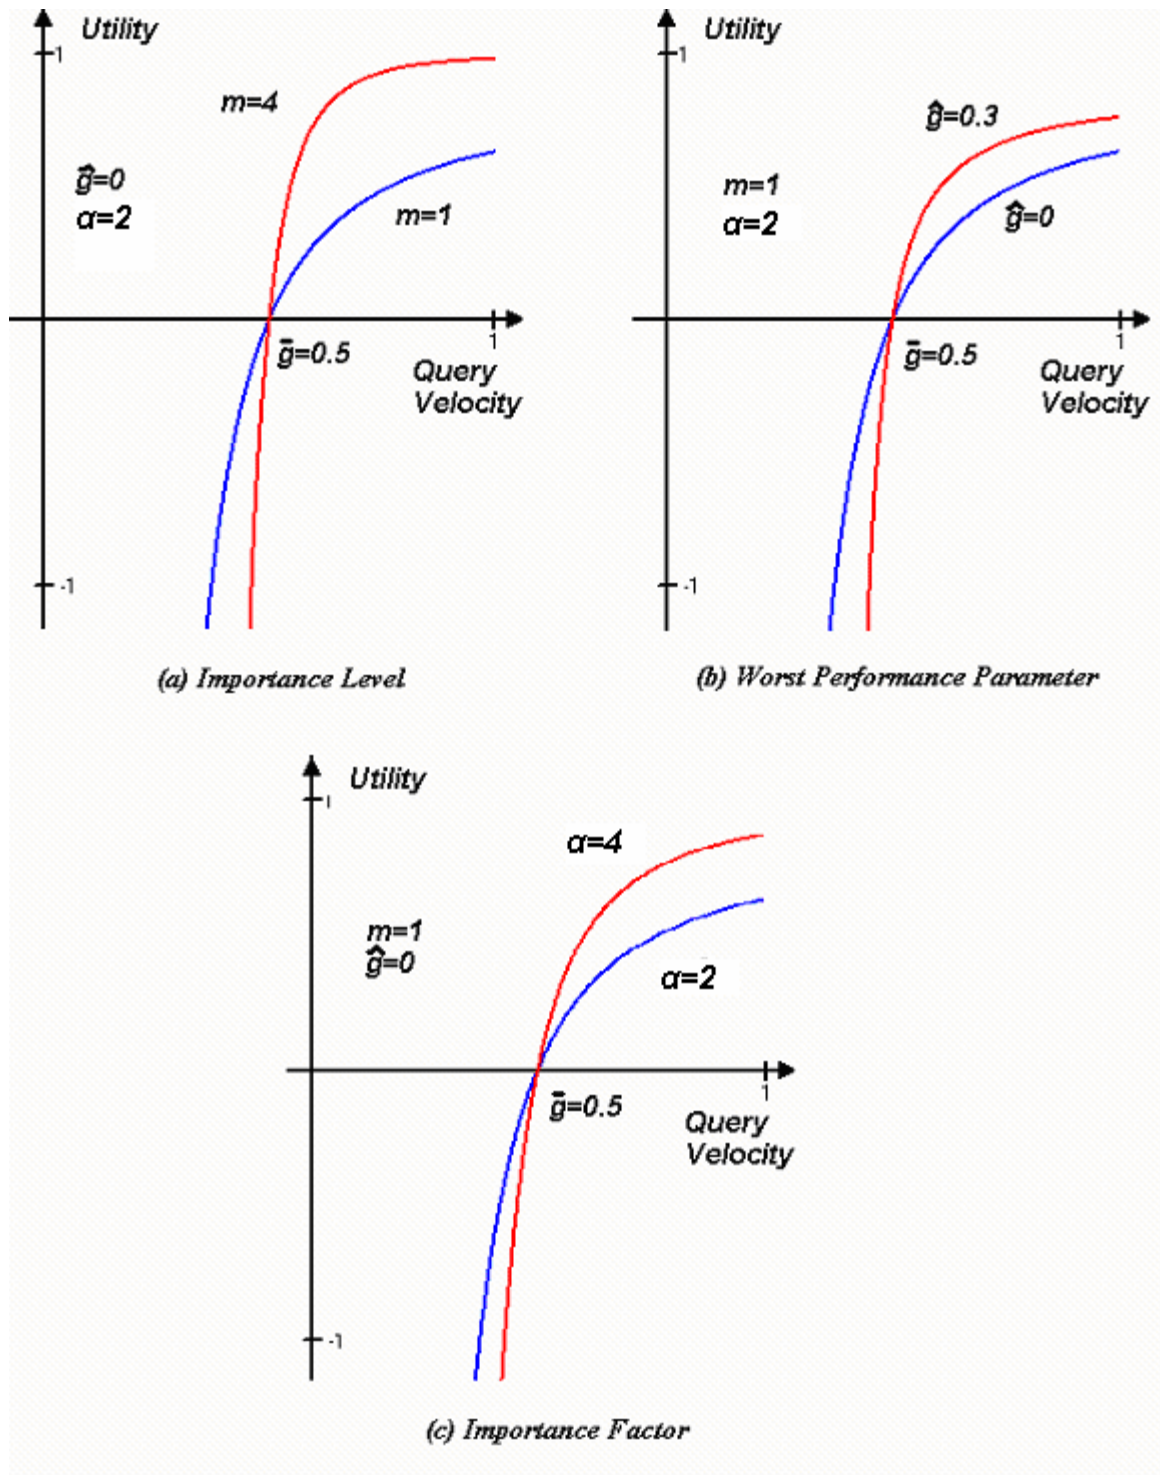 Utility
1
m=4
ĝ=0
α=2
m=1
ḡ=0.5
1
Query
Velocity
-1
(a) Importance Level
Utility
1
ĝ=0.3
m=1
α=2
ĝ=0
ḡ=0.5
1
Query
Velocity
-1
(b) Worst Performance Parameter
Utility
1
α=4
m=1
ĝ=0
α=2
ḡ=0.5
1
Query
Velocity
-1
(c) Importance Factor